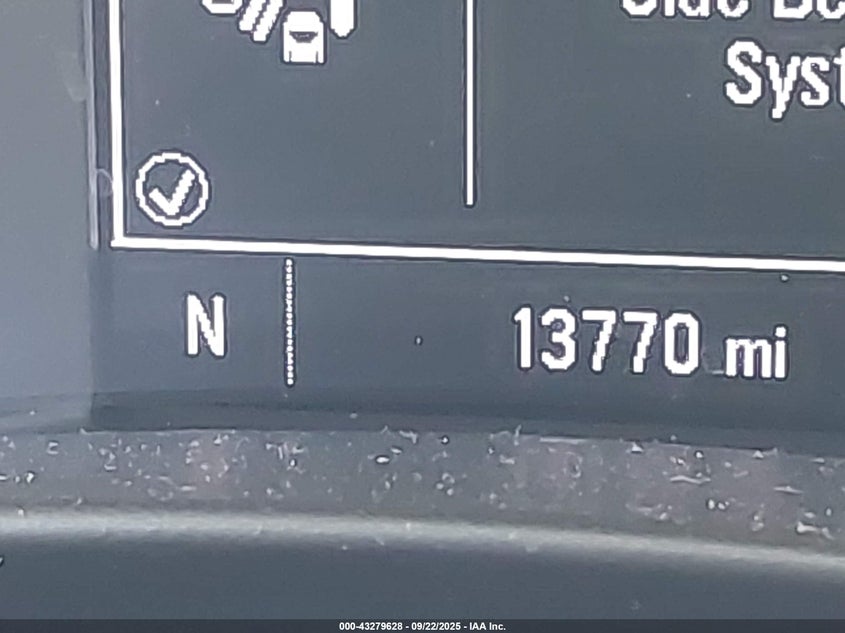 Syst
N
13770 mi
000-43279628 - 09/22/2025 - IAA Inc.